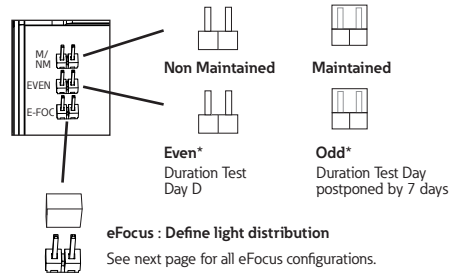 M/
NM
EVEN
E-FOC
Non Maintained
Maintained
Even*
Duration Test
Day D
Odd*
Duration Test Day
postponed by 7 days
eFocus : Define light distribution
See next page for all eFocus configurations.